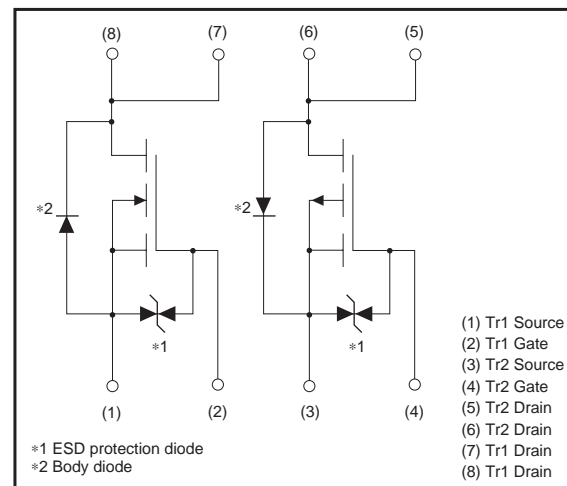 (8) (7) (6) (5)
∗2 ∗2
∗1 ∗1
(1) (2) (3) (4)
∗1 ESD protection diode
∗2 Body diode
(1) Tr1 Source
(2) Tr1 Gate
(3) Tr2 Source
(4) Tr2 Gate
(5) Tr2 Drain
(6) Tr2 Drain
(7) Tr1 Drain
(8) Tr1 Drain